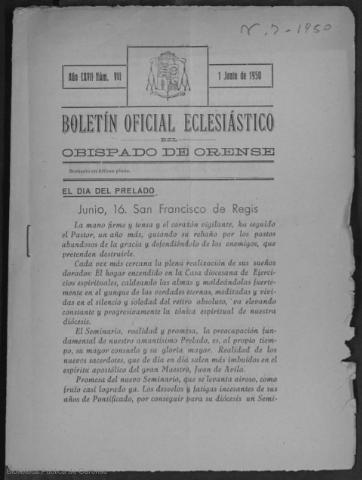 N. 7 - 1950
Año CXVII Núm. VII
1 Junio de 1950
BOLETÍN OFICIAL ECLESIÁSTICO
DEL
OBISPADO DE ORENSE
EL DIA DEL PRELADO
Junio, 16. San Francisco de Regis
La mano firme y tensa y el corazón vigilante, ha seguido
el Pastor, un año más, guiando su rebaño por los pastos
abundosos de la gracia y defendiéndolo de los enemigos, que
pretenden destruirle.
Cada vez más cercana la plena realización de sus sueños
dorados: El hogar encendido en la Casa diocesana de Ejerci-
cios espirituales, caldeando las almas y moldeándolas fuerte-
mente en el yunque de las verdades eternas, meditadas y vivi-
das en el silencio y soledad del retiro absoluto, va elevando
constante y progresivamente la tónica espiritual de nuestra
diócesis.
El Seminario, realidad y promesa, la preocupación fun-
damental de nuestro amantísimo Prelado, es, al propio tiem-
po, su mayor consuelo y su gloria mayor. Realidad de los
nuevos sacerdotes, que de día en día salen más imbuídos en el
espíritu apostólico del gran Maestro, Juan de Avila.
Promesa del nuevo Seminario, que se levanta airoso, como
fruto casi logrado ya. Los desvelos y fatigas incesantes de sus
años de Pontificado, por conseguir para su diócesis un Semi-